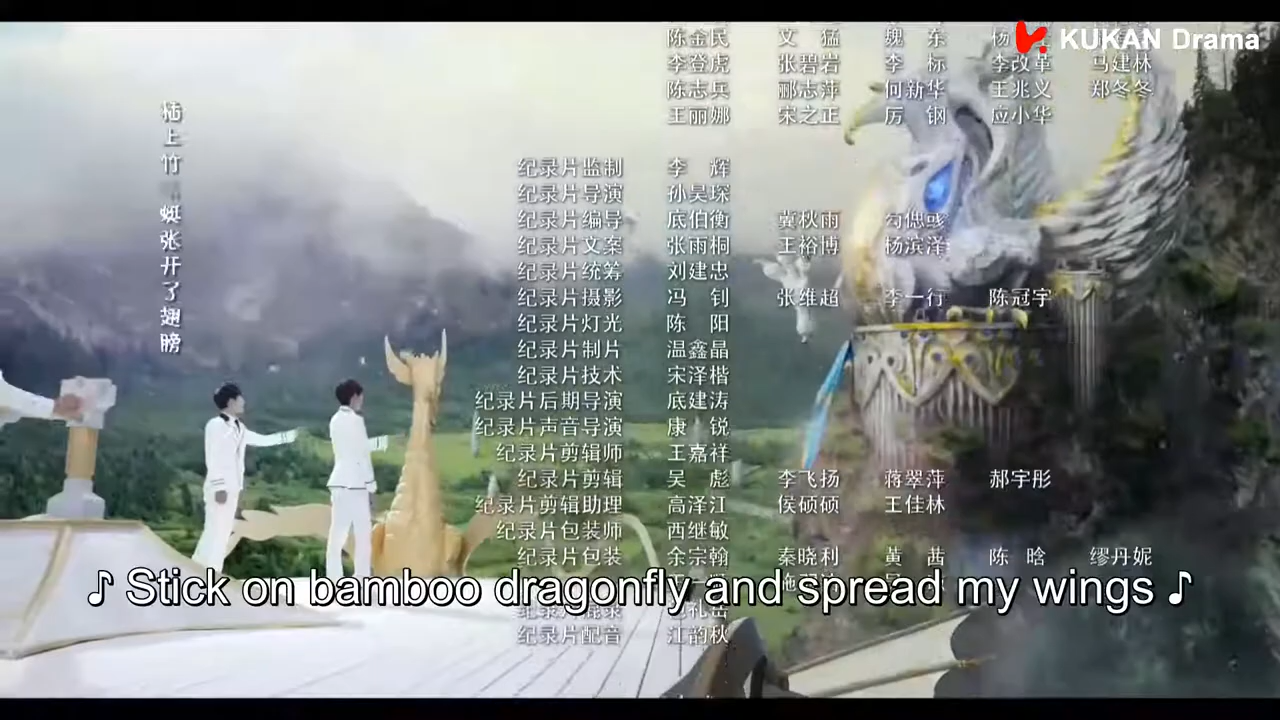 KUKAN Drama
陈金民 文 猛 魏 东 杨
李登虎 张碧岩 李 标 李改革 马建林
陈志兵 郦志萍 何新华 王兆义 郑冬冬
王丽娜 宋之正 厉 钢 应小华
插上竹 蜓张开了翅膀
纪录片监制 李 辉
纪录片导演 孙昊琛
纪录片编导 底伯衡 冀秋雨
纪录片文案 张雨桐 王裕博 杨滨泽
纪录片统筹 刘建忠
纪录片摄影 冯 钊 张维超 李一行 陈冠宇
纪录片灯光 陈 阳
纪录片制片 温鑫晶
纪录片技术 宋泽楷
纪录片后期导演 底建涛
纪录片声音导演 康 锐
纪录片剪辑师 王嘉祥
纪录片剪辑 吴 彪 李飞扬 蒋翠萍 郝宇彤
纪录片剪辑助理 高泽江 侯硕硕 王佳林
纪录片包装师 西继敏
纪录片包装 余宗翰 秦晓利 黄 茜 陈 晗 缪丹妮
♪ Stick on bamboo dragonfly and spread my wings ♪
纪录片配音 江韵秋